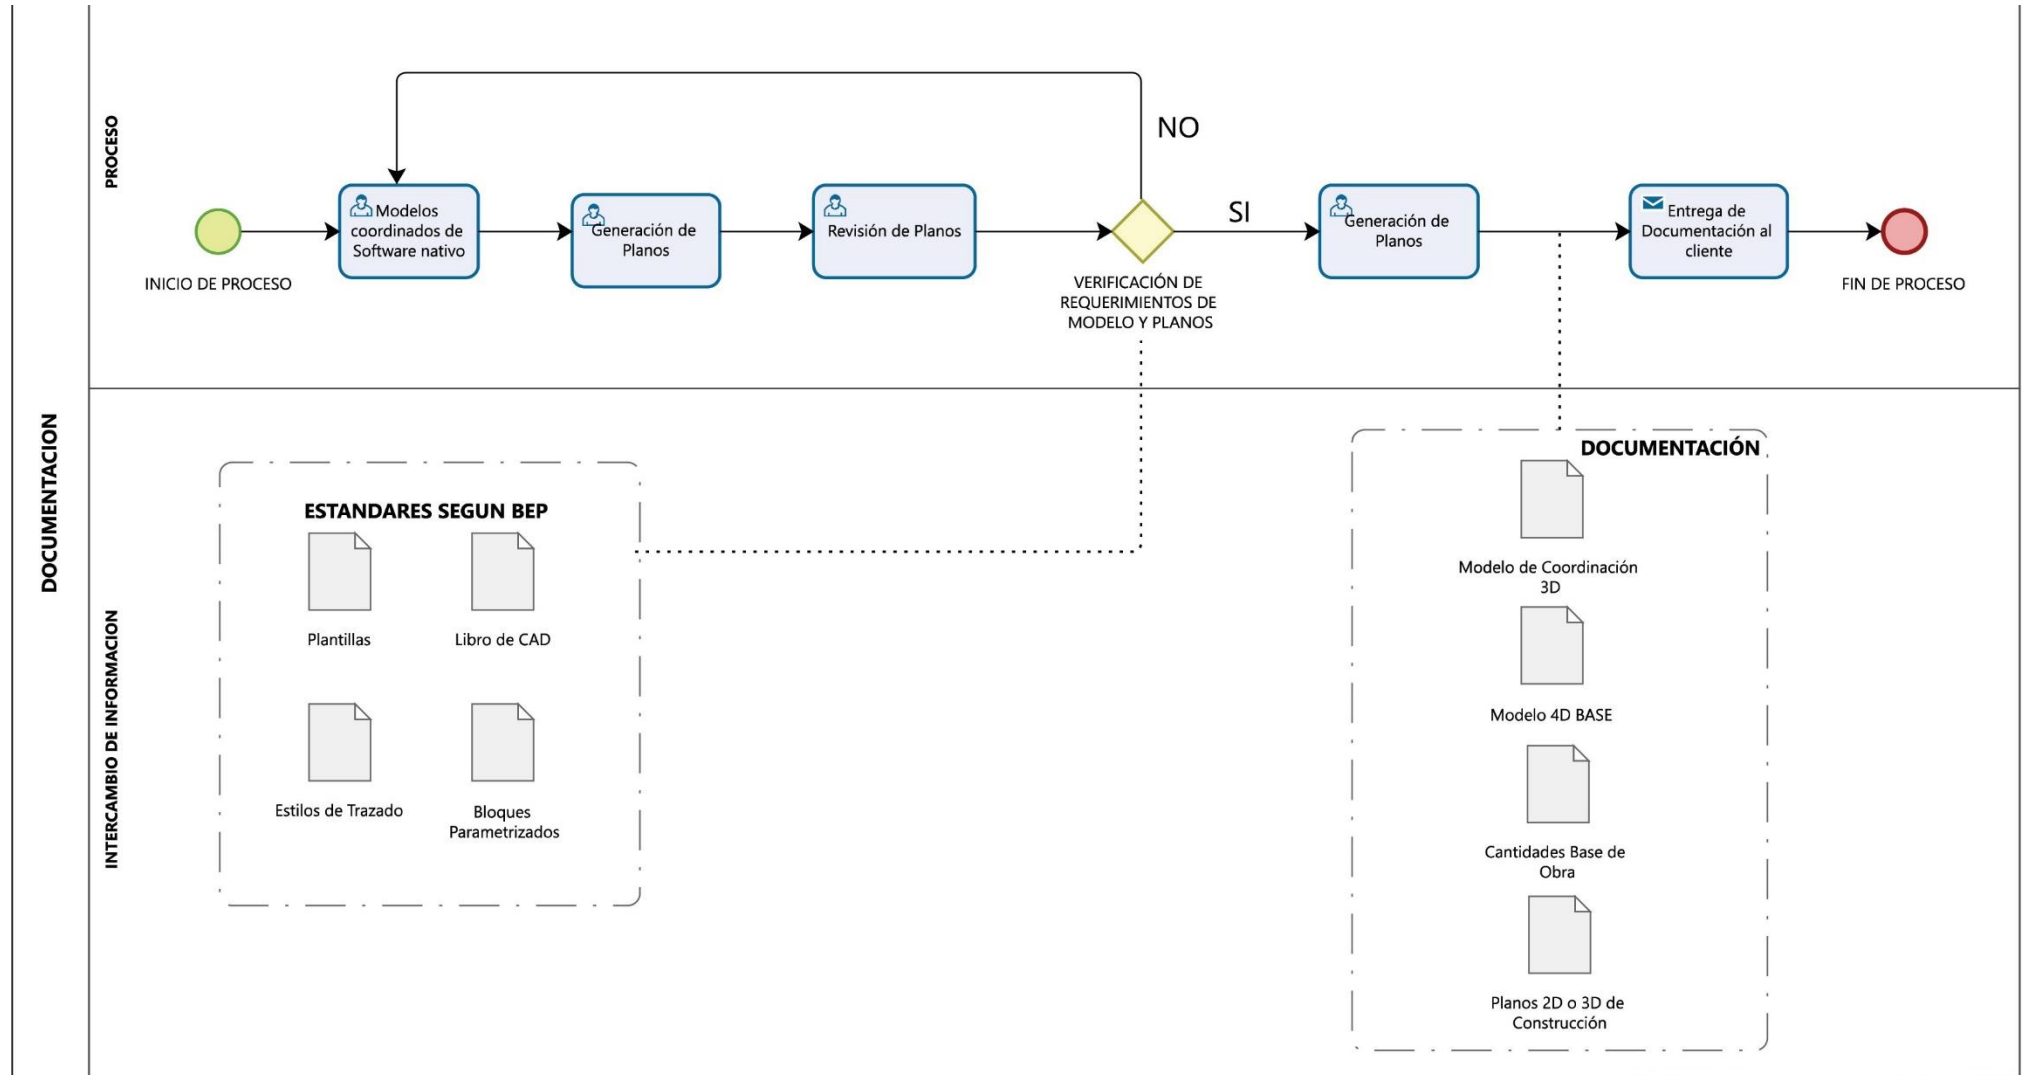 DOCUMENTACION
PROCESO
INICIO DE PROCESO
Modelos
coordinados de
Software nativo
Generación de
Planos
Revisión de Planos
NO
VERIFICACIÓN DE
REQUERIMIENTOS DE
MODELO Y PLANOS
SI
Generación de
Planos
Entrega de
Documentación al
cliente
FIN DE PROCESO
INTERCAMBIO DE INFORMACION
ESTANDARES SEGUN BEP
Plantillas
Libro de CAD
Estilos de Trazado
Bloques
Parametrizados
DOCUMENTACIÓN
Modelo de Coordinación
3D
Modelo 4D BASE
Cantidades Base de
Obra
Planos 2D o 3D de
Construcción